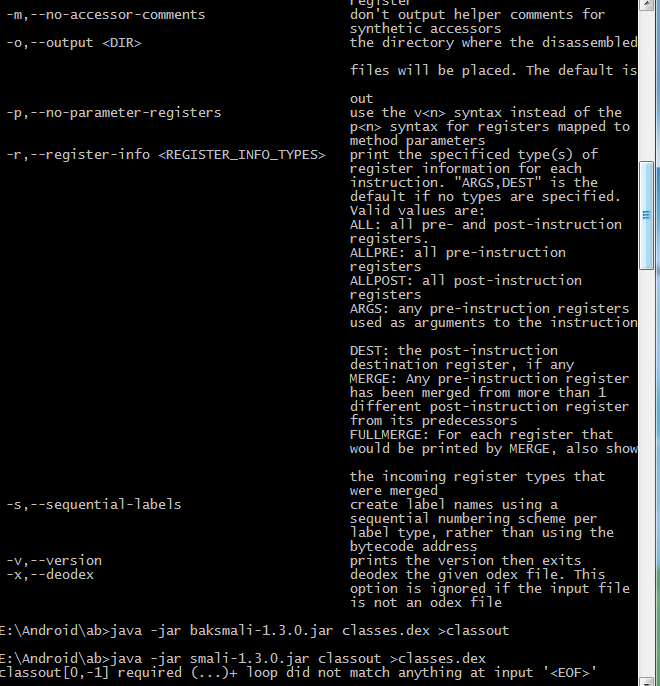 register
-m,--no-accessor-comments don't output helper comments for
synthetic accessors
-o,--output <DIR> the directory where the disassembled
files will be placed. The default is
out
-p,--no-parameter-registers use the v<n> syntax instead of the
p<n> syntax for registers mapped to
method parameters
-r,--register-info <REGISTER_INFO_TYPES> print the specificed type(s) of
register information for each
instruction. "ARGS,DEST" is the
default if no types are specified.
Valid values are:
ALL: all pre- and post-instruction
registers.
ALLPRE: all pre-instruction
registers
ALLPOST: all post-instruction
registers
ARGS: any pre-instruction registers
used as arguments to the instruction
DEST: the post-instruction
destination register, if any
MERGE: Any pre-instruction register
has been merged from more than 1
different post-instruction register
from its predecessors
FULLMERGE: For each register that
would be printed by MERGE, also show
the incoming register types that
were merged
-s,--sequential-labels create label names using a
sequential numbering scheme per
label type, rather than using the
bytecode address
-v,--version prints the version then exits
-x,--deodex deodex the given odex file. This
option is ignored if the input file
is not an odex file
E:\Android\ab>java -jar baksmali-1.3.0.jar classes.dex >classout
E:\Android\ab>java -jar smali-1.3.0.jar classout >classes.dex
classout[0,-1] required (...)+ loop did not match anything at input '<EOF>'